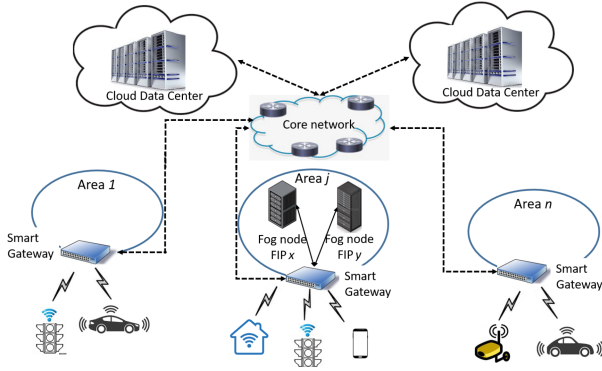 Cloud Data Center
Cloud Data Center
Core network
Area 1
Area j
Area n
Fog node
FIP x
Fog node
FIP y
Smart
Gateway
Smart
Gateway
Smart
Gateway